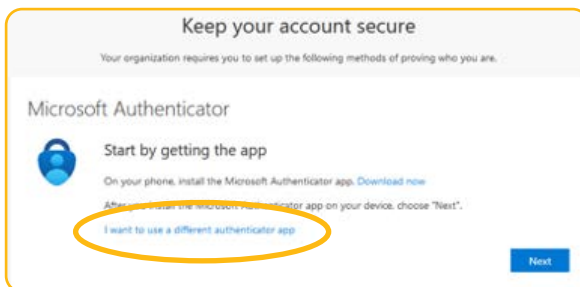 Keep your account secure
Your organization requires you to set up the following methods of proving who you are.
Microsoft Authenticator
Start by getting the app
On your phone, install the Microsoft Authenticator app. Download now
After you install the Microsoft Authenticator app on your device, choose "Next".
I want to use a different authenticator app
Next